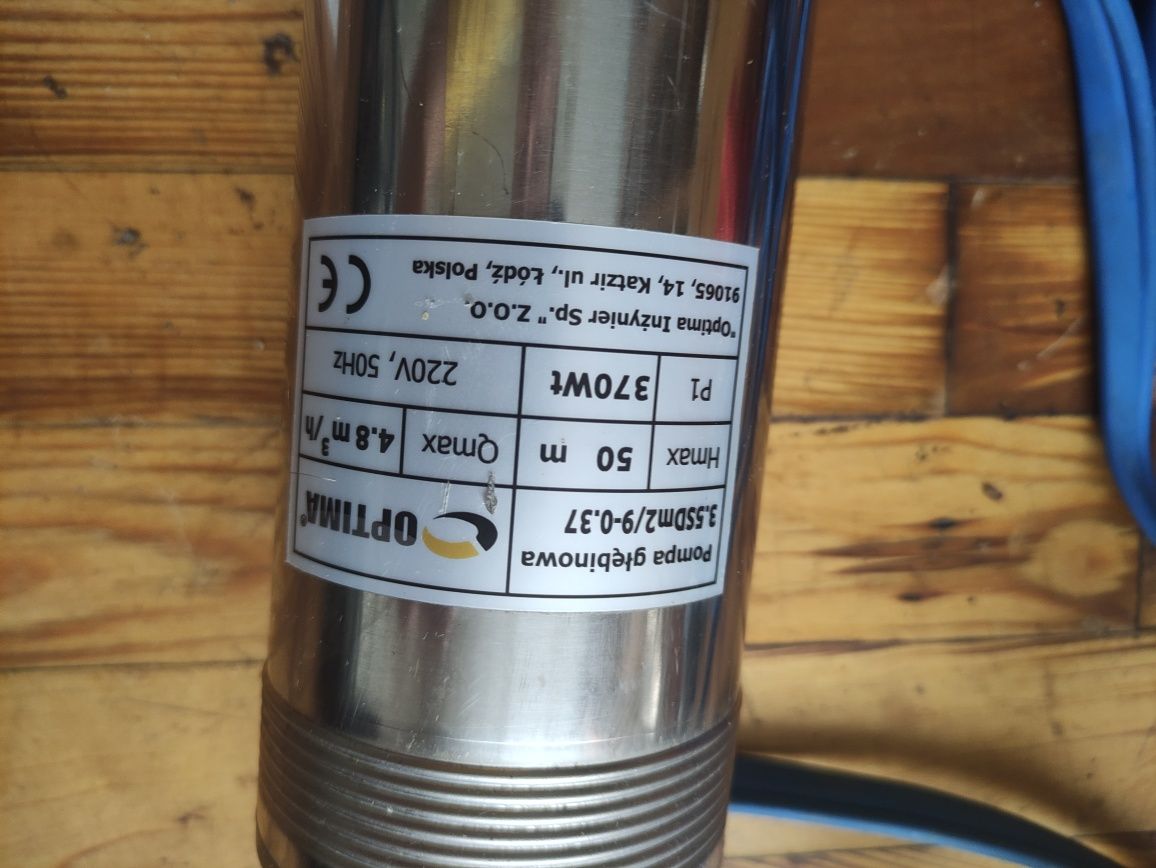 Pompa głębinowa
3.5SDm2/9-0.37
OPTIMA®
Hmax 50 m Qmax 4.8 m³/h
P1 370Wt 220V, 50Hz
"Optima Inżynier Sp." Z.O.O
91065, 14, Katzir ul., Łódź, Polska
CE